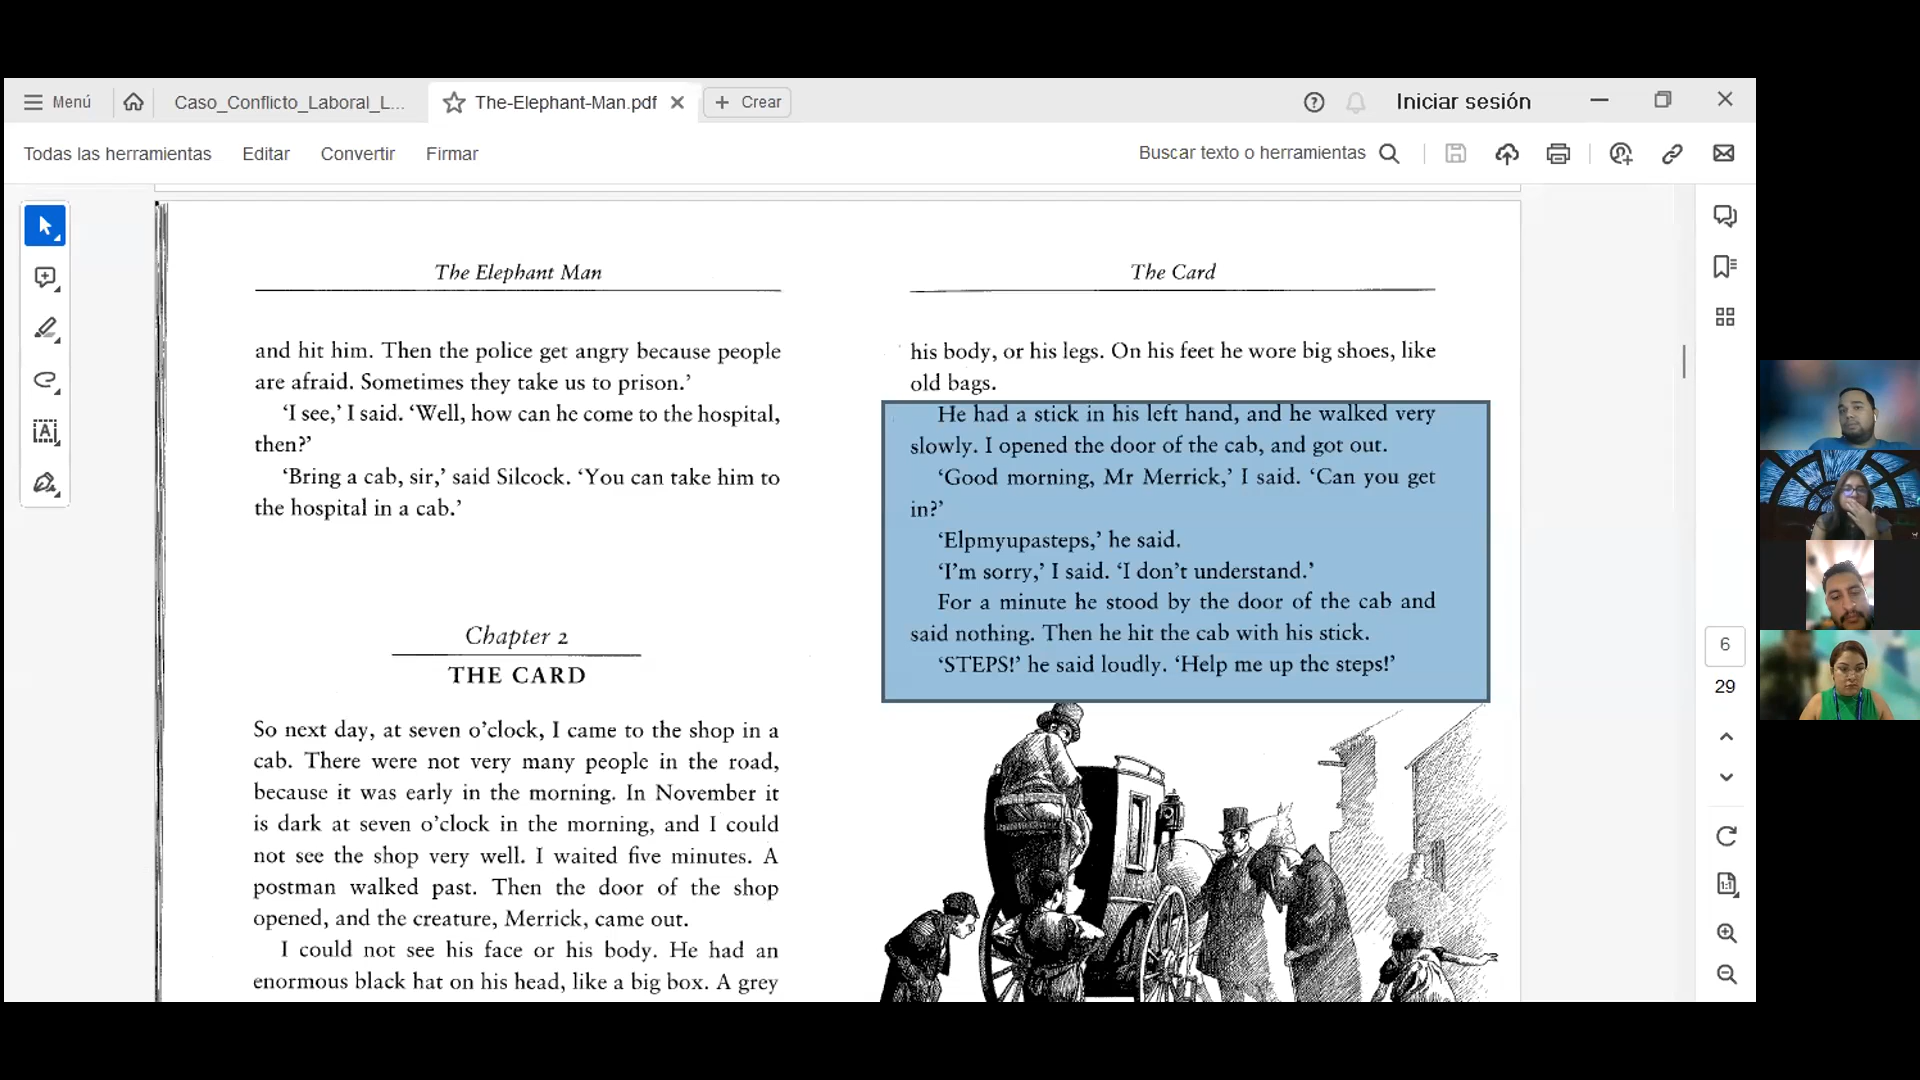 Menú
Caso_Conflicto_Laboral_L...
The-Elephant-Man.pdf
Crear
Iniciar sesión
Todas las herramientas
Editar
Convertir
Firmar
Buscar texto o herramientas
The Elephant Man
and hit him. Then the police get angry because people
are afraid. Sometimes they take us to prison.’
‘I see,’ I said. ‘Well, how can he come to the hospital,
then?’
‘Bring a cab, sir,’ said Silcock. ‘You can take him to
the hospital in a cab.’
Chapter 2
THE CARD
So next day, at seven o’clock, I came to the shop in a
cab. There were not very many people in the road,
because it was early in the morning. In November it
is dark at seven o’clock in the morning, and I could
not see the shop very well. I waited five minutes. A
postman walked past. Then the door of the shop
opened, and the creature, Merrick, came out.
I could not see his face or his body. He had an
enormous black hat on his head, like a big box. A grey
The Card
his body, or his legs. On his feet he wore big shoes, like
old bags.
He had a stick in his left hand, and he walked very
slowly. I opened the door of the cab, and got out.
‘Good morning, Mr Merrick,’ I said. ‘Can you get
in?’
‘Elpmyupasteps,’ he said.
‘I’m sorry,’ I said. ‘I don’t understand.’
For a minute he stood by the door of the cab and
said nothing. Then he hit the cab with his stick.
‘STEPS!’ he said loudly. ‘Help me up the steps!’
6
29